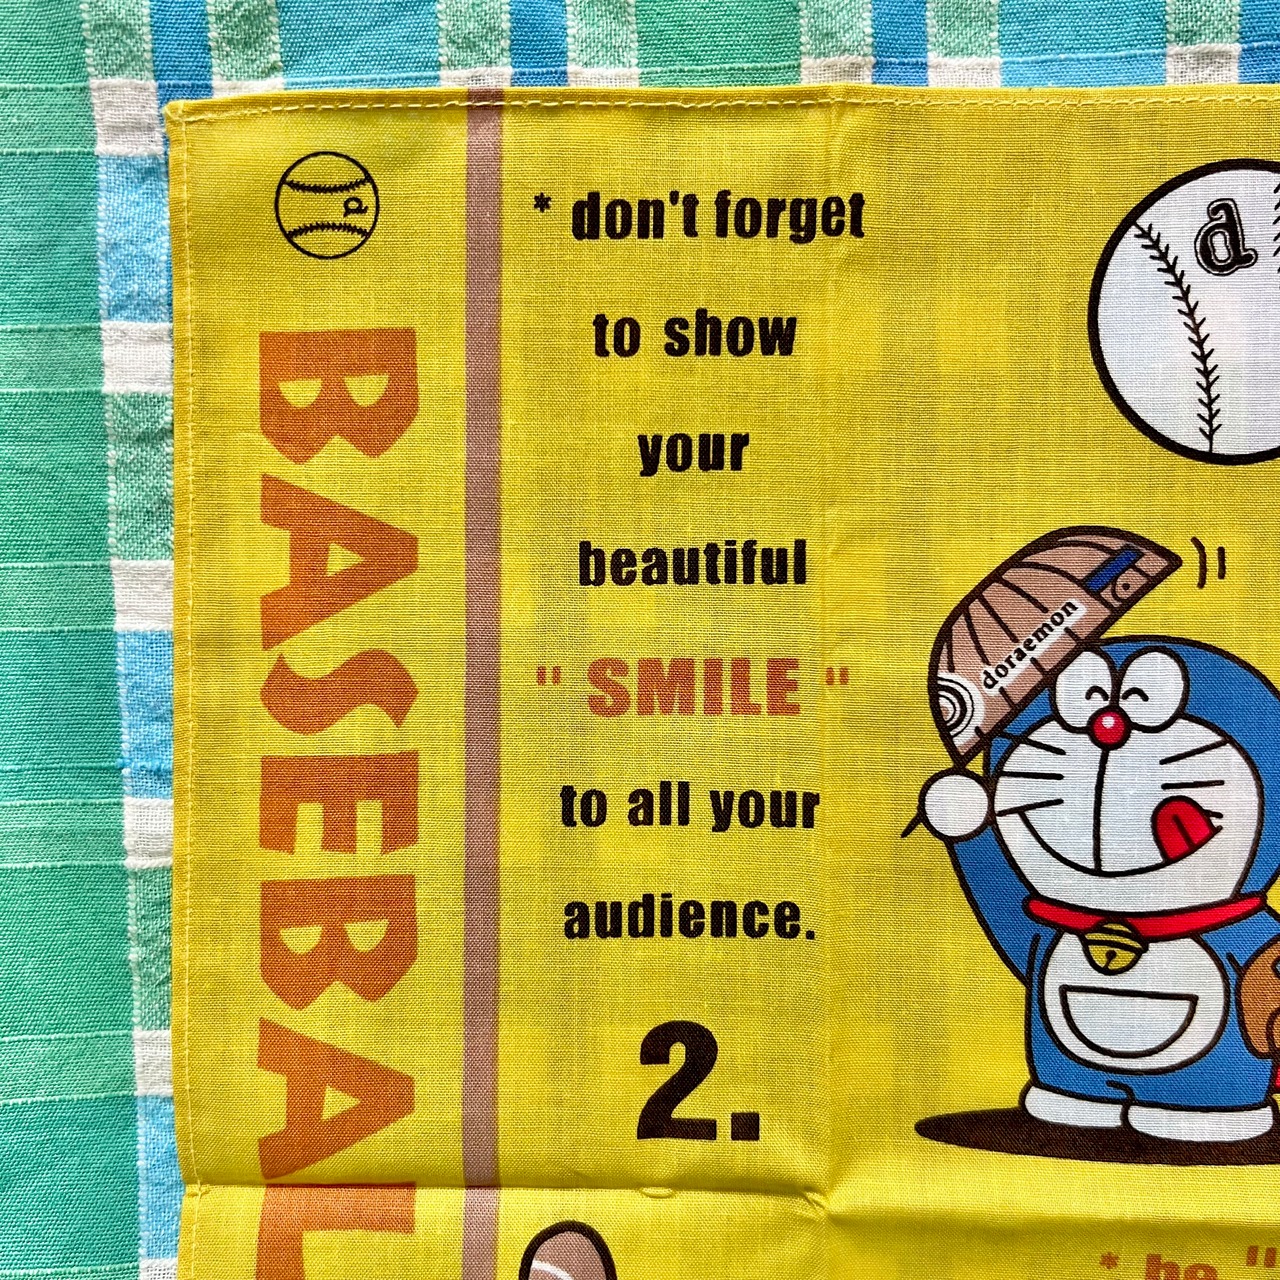 * don't forget
to show
your
beautiful
" SMILE "
to all your
audience.
2.
BASEBAL
d
d
doraemon